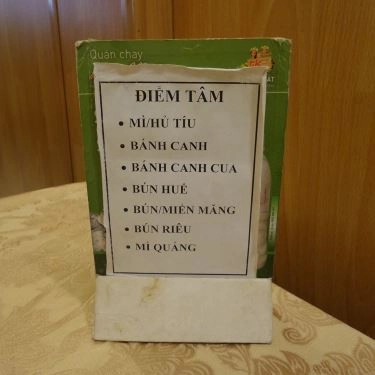 Quán chay
ĐIỂM TÂM
MÌ/HỦ TÍU
BÁNH CANH
BÁNH CANH CUA
BÚN HUẾ
BÚN/MIẾN MĂNG
BÚN RIÊU
MÌ QUẢNG